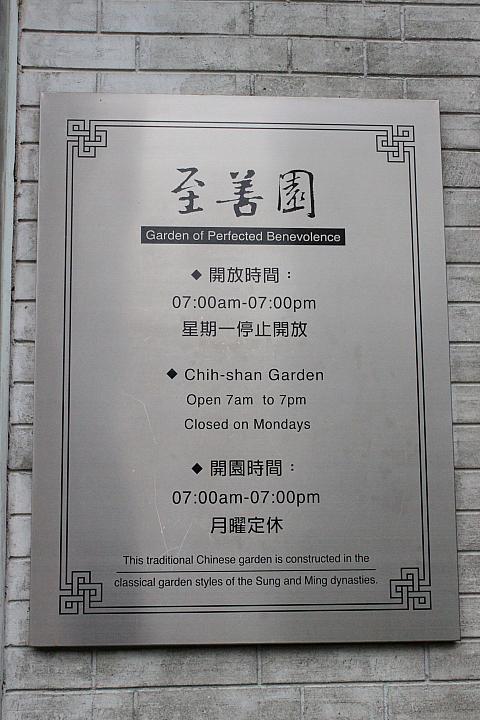 至善園
Garden of Perfected Benevolence
◆ 開放時間：
07:00am-07:00pm
星期一停止開放
◆ Chih-shan Garden
Open 7am to 7pm
Closed on Mondays
◆ 開園時間：
07:00am-07:00pm
月曜定休
This traditional Chinese garden is constructed in the
classical garden styles of the Sung and Ming dynasties.